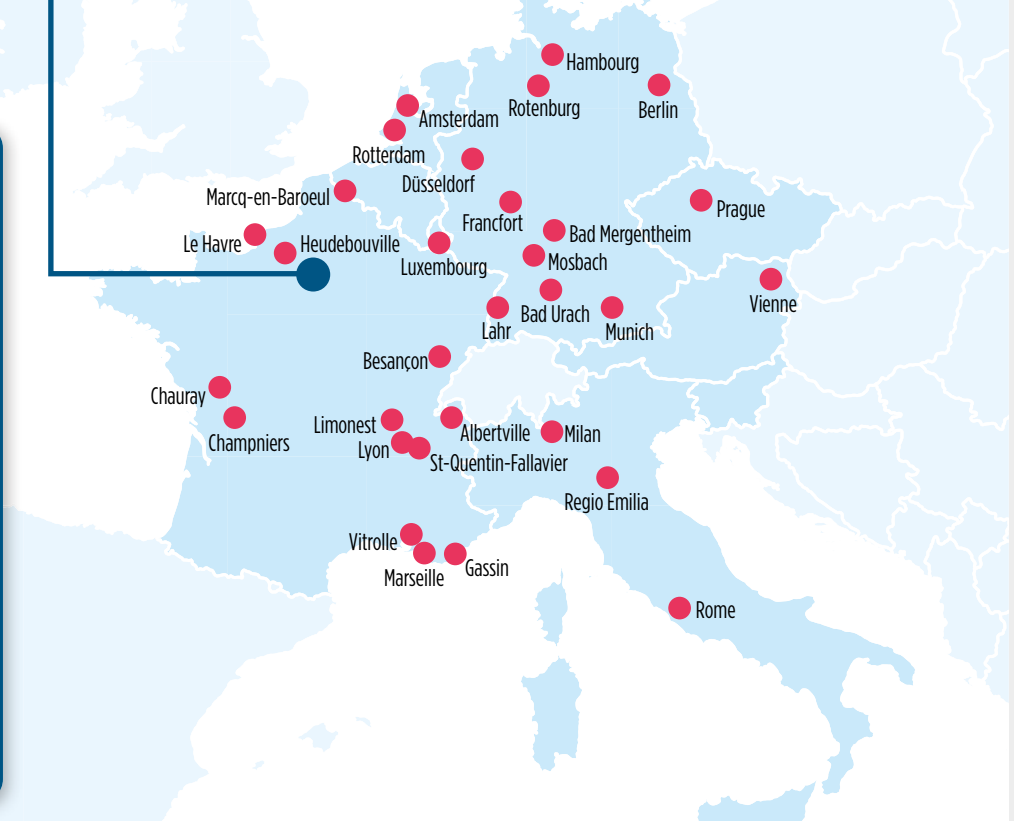 Hambourg
Rotenburg
Berlin
Amsterdam
Rotterdam
Düsseldorf
Marcq-en-Baroeul
Francfort
Prague
Le Havre
Heudebouville
Bad Mergentheim
Luxembourg
Mosbach
Vienne
Bad Urach
Lahr
Munich
Besançon
Chauray
Champniers
Limonest
Lyon
Albertville
Milan
St-Quentin-Fallavier
Regio Emilia
Vitrolle
Marseille
Gassin
Rome